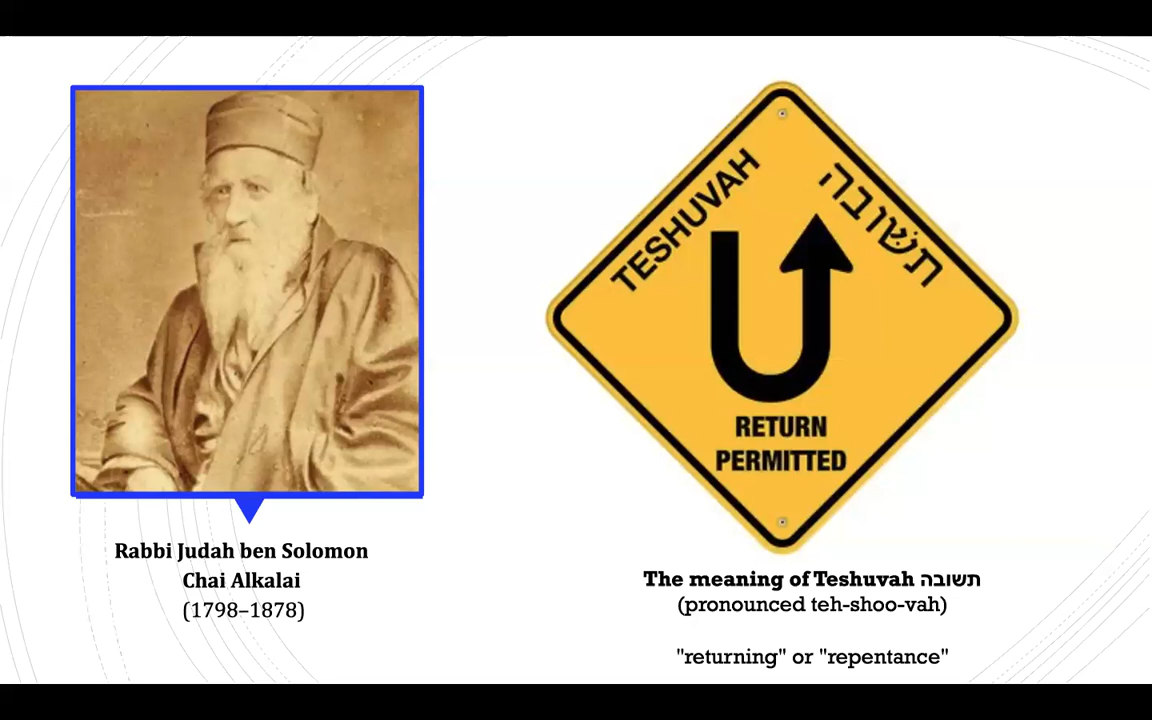 Rabbi Judah ben Solomon
Chai Alkalai
(1798–1878)
TESHUVAH
תשובה
RETURN
PERMITTED
The meaning of Teshuvah תשובה
(pronounced teh-shoo-vah)
"returning" or "repentance"